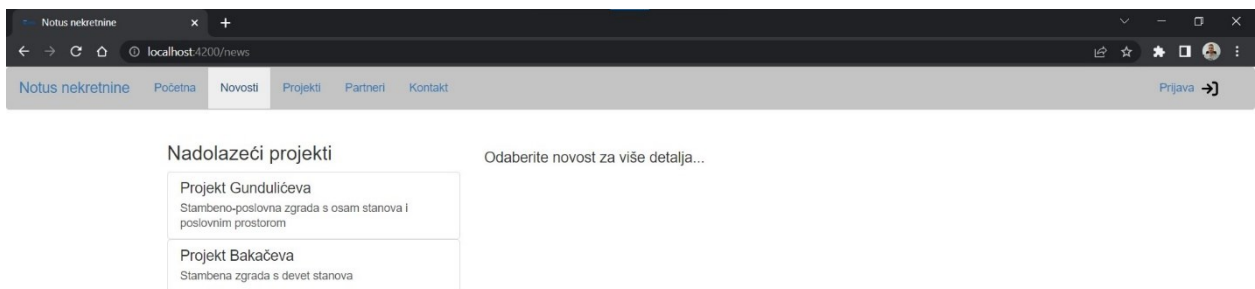 Notus nekretnine
localhost:4200/news
Notus nekretnine Početna Novosti Projekti Partneri Kontakt Prijava
Nadolazeći projekti
Odaberite novost za više detalja...
Projekt Gundulićeva
Stambeno-poslovna zgrada s osam stanova i
poslovnim prostorom
Projekt Bakačeva
Stambena zgrada s devet stanova